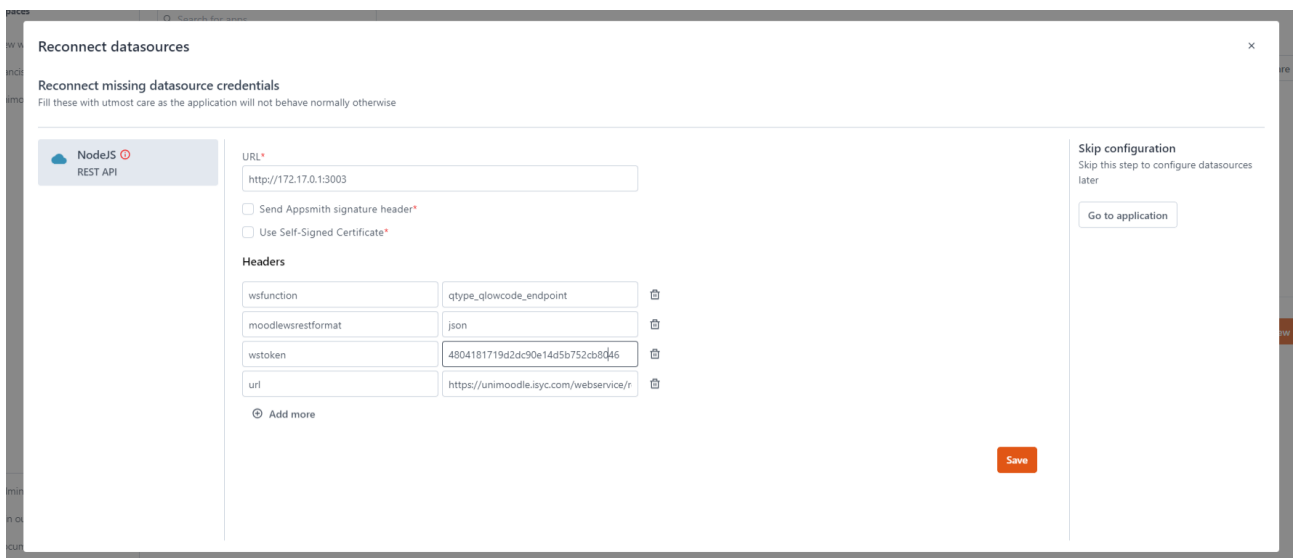 Search for apps
Reconnect datasources
×
Reconnect missing datasource credentials
Fill these with utmost care as the application will not behave normally otherwise
NodeJS
REST API
URL*
http://172.17.0.1:3003
Send Appsmith signature header*
Use Self-Signed Certificate*
Headers
wsfunction qtype_qlowcode_endpoint
moodlewsrestformat json
wstoken 4804181719d2dc90e14d5b752cb8046
url https://unimoodle.isyc.com/webservice/r
Add more
Save
Skip configuration
Skip this step to configure datasources
later
Go to application